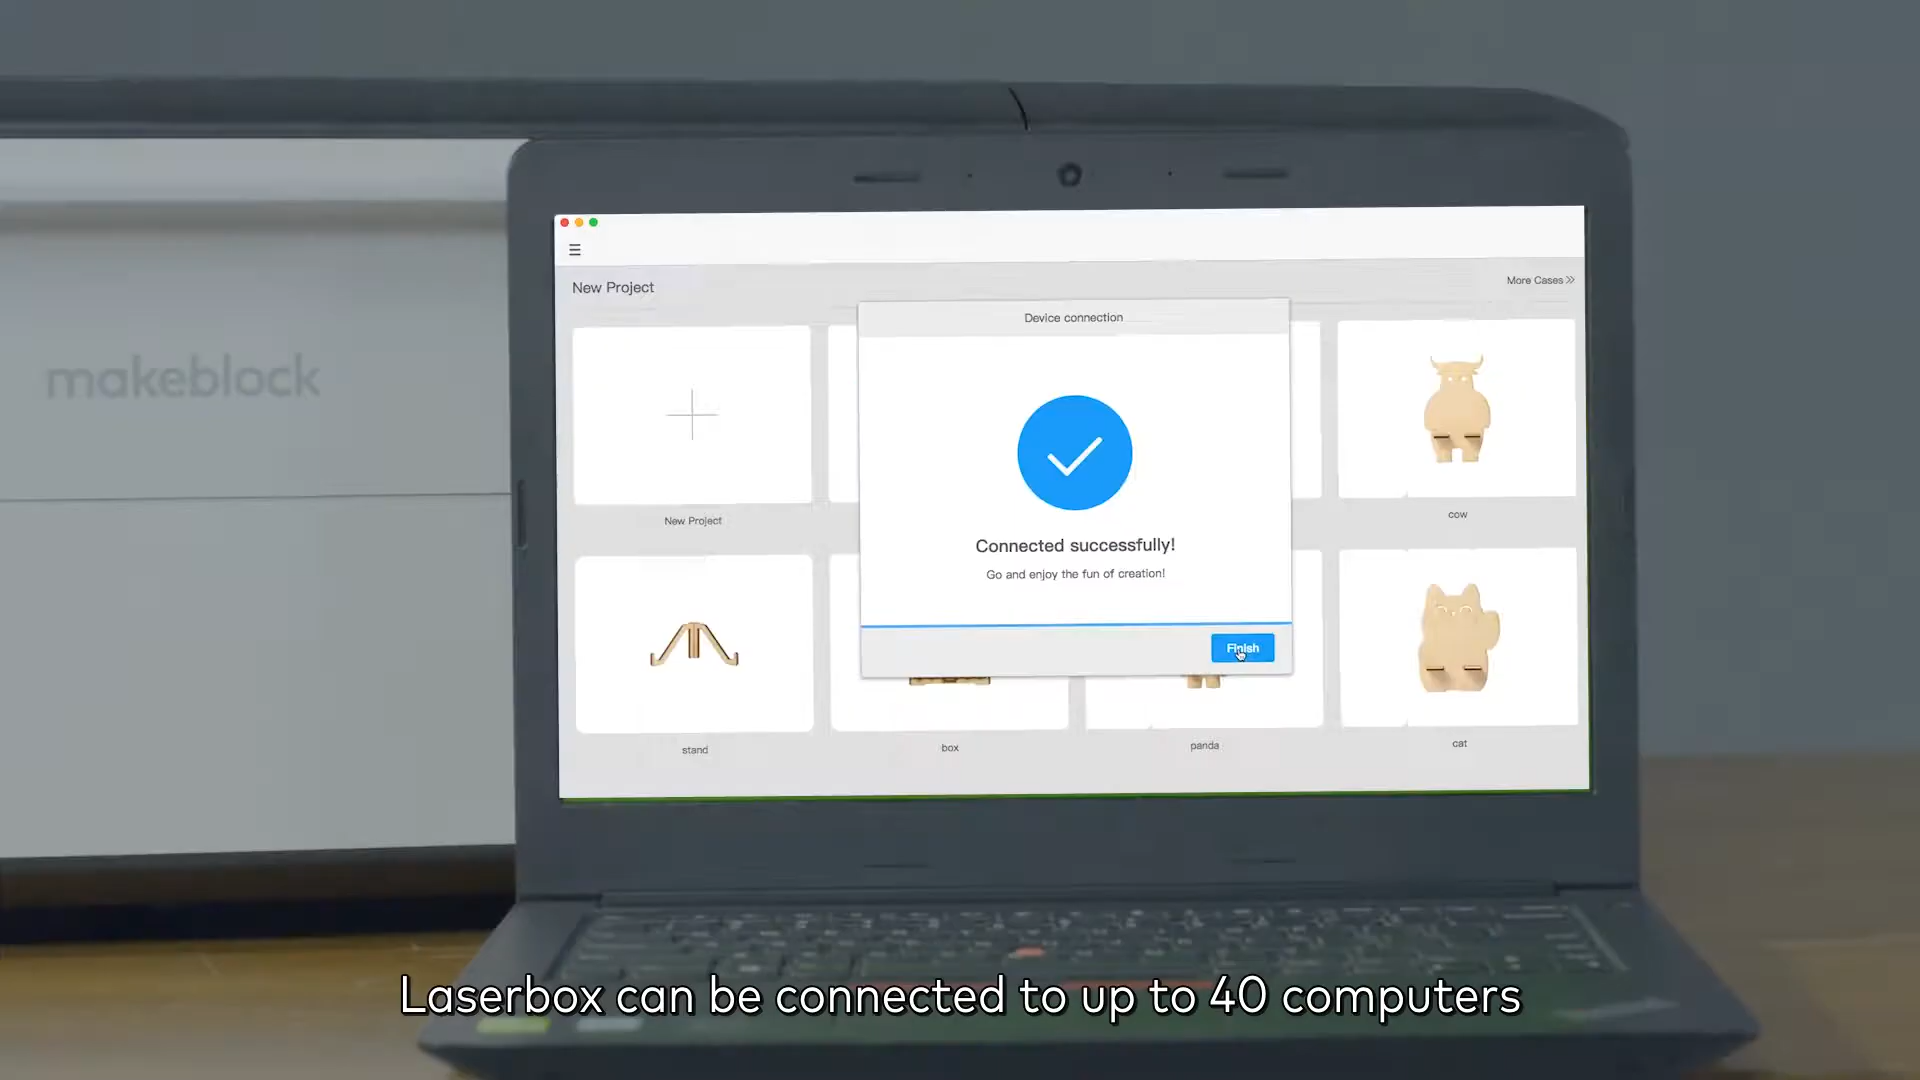 makeblock
New Project
More Cases
Device connection
Connected successfully!
Go and enjoy the fun of creation!
Finish
New Project
cow
stand
box
panda
cat
Laserbox can be connected to up to 40 computers